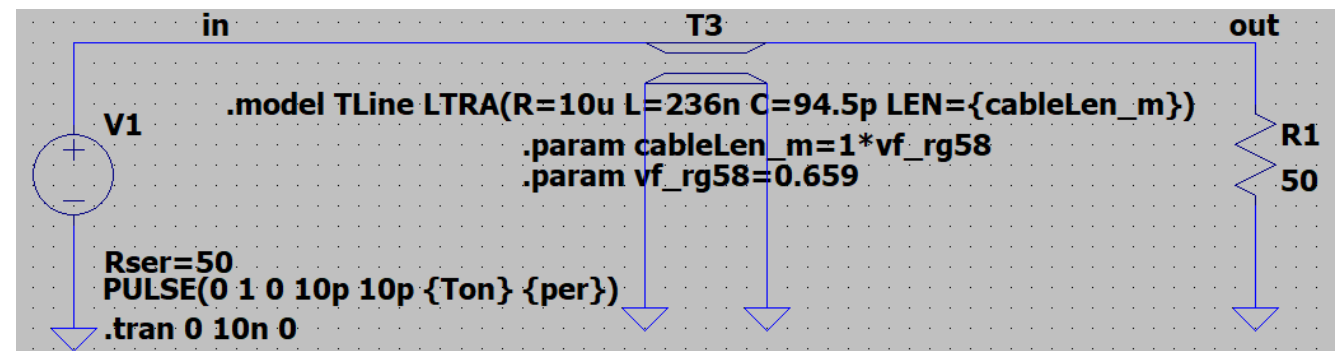 in
T3
out
.model TLine LTRA(R=10u L=236n C=94.5p LEN={cableLen_m})
V1
.param cableLen_m=1*vf_rg58
R1
.param vf_rg58=0.659
50
Rser=50
PULSE(0 1 0 10p 10p {Ton} {per})
.tran 0 10n 0